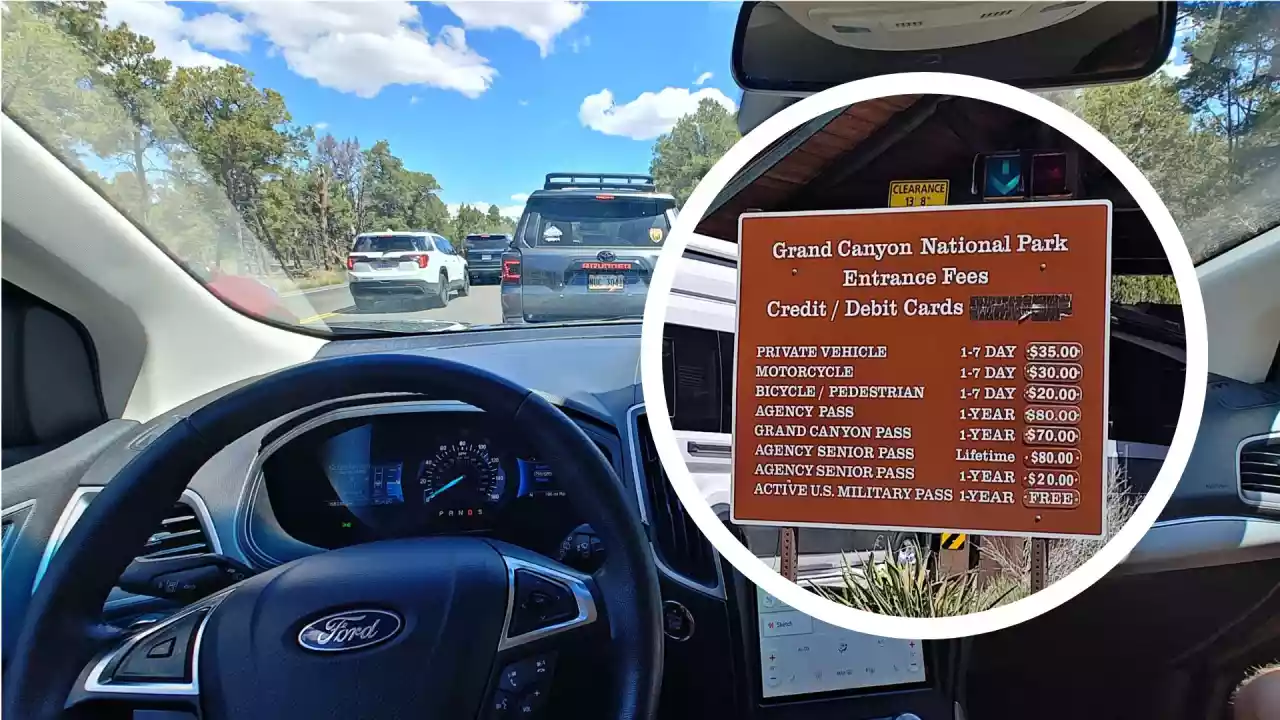 CLEARANCE
13' 8"
Grand Canyon National Park
Entrance Fees
Credit / Debit Cards
PRIVATE VEHICLE 1-7 DAY $35.00
MOTORCYCLE 1-7 DAY $30.00
BICYCLE / PEDESTRIAN 1-7 DAY $20.00
AGENCY PASS 1-YEAR $80.00
GRAND CANYON PASS 1-YEAR $70.00
AGENCY SENIOR PASS Lifetime $80.00
AGENCY SENIOR PASS 1-YEAR $20.00
ACTIVE U.S. MILITARY PASS 1-YEAR FREE
4RUNNER
P R N D S
Ford